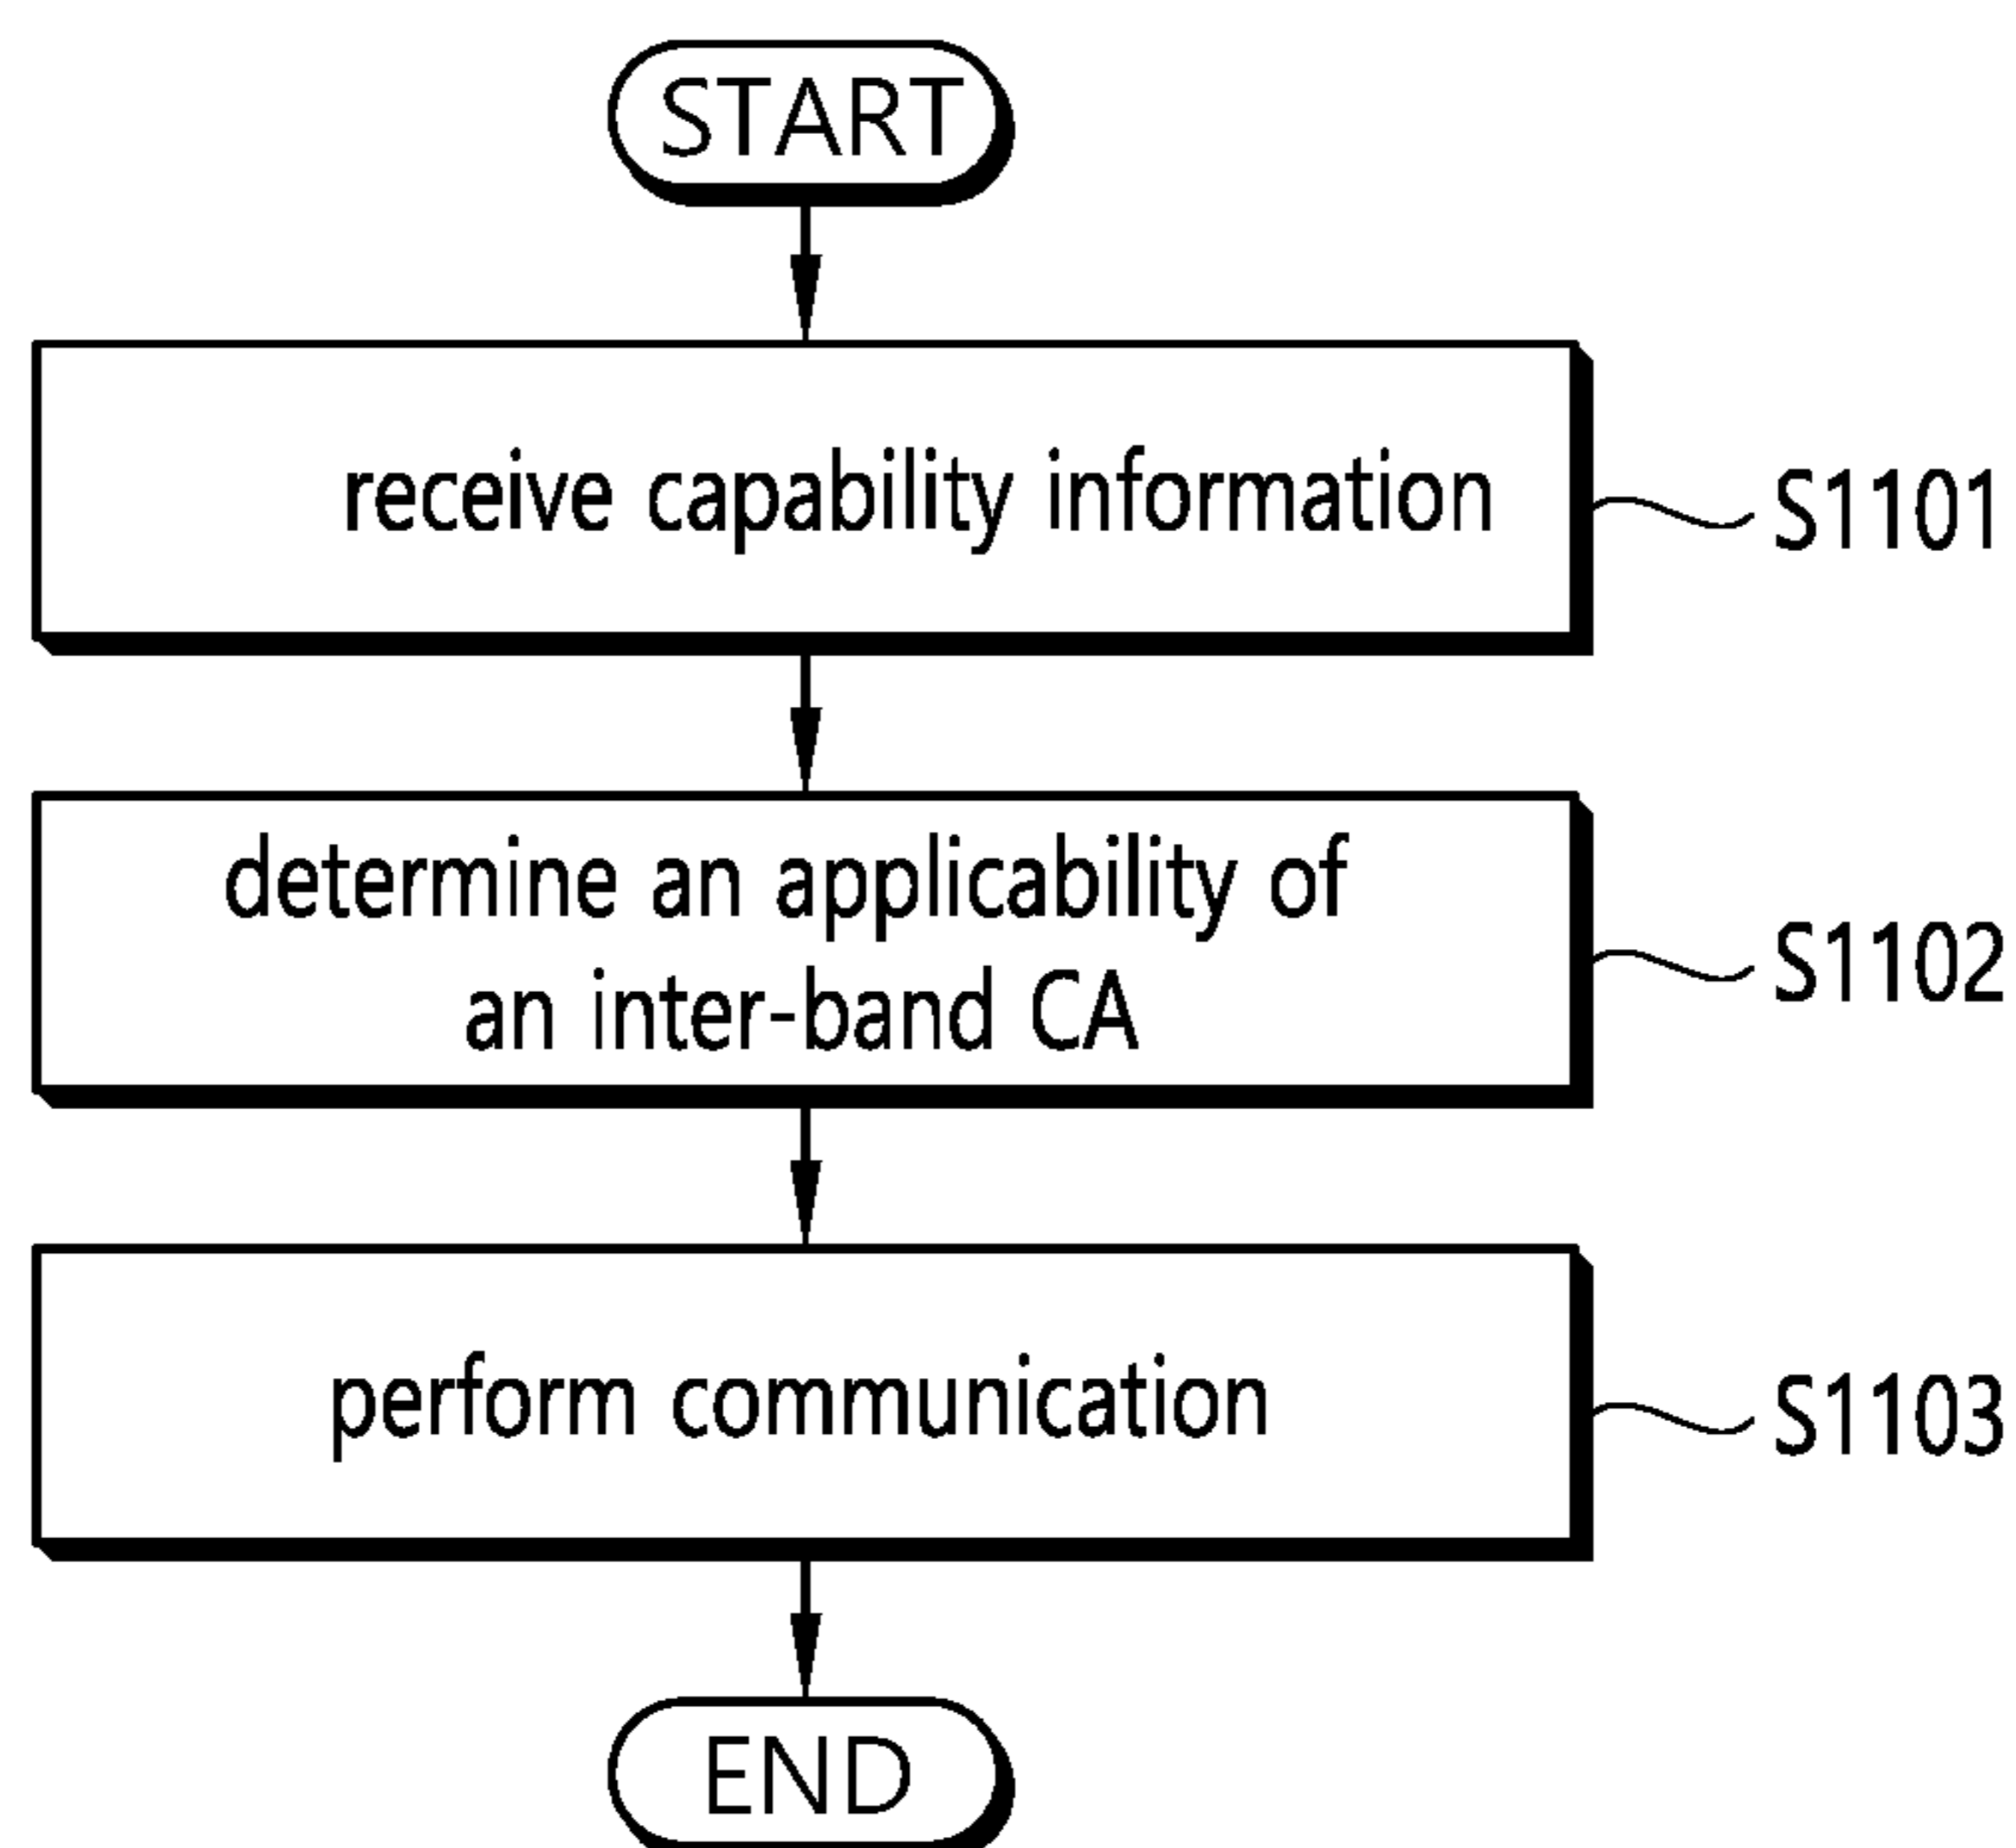 START
receive capability information
S1101
determine an applicability of
an inter-band CA
S1102
perform communication
S1103
END